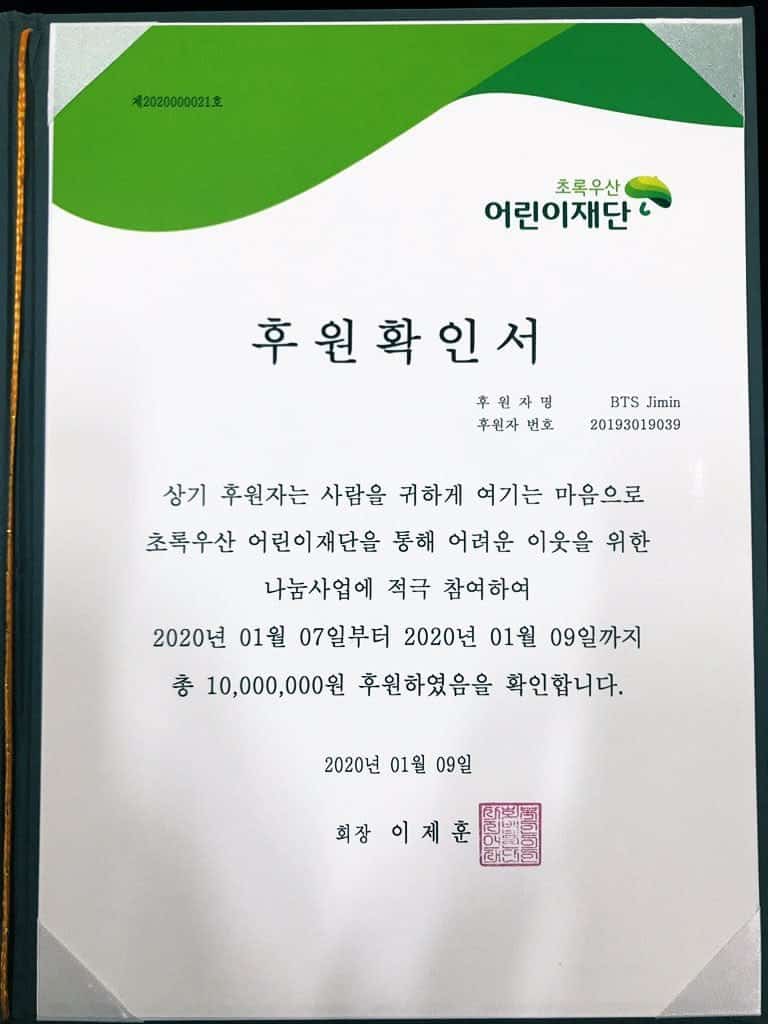 제2020000021호
초록우산
어린이재단
후원확인서
후 원 자 명 BTS Jimin
후원자 번호 20193019039
상기 후원자는 사람을 귀하게 여기는 마음으로
초록우산 어린이재단을 통해 어려운 이웃을 위한
나눔사업에 적극 참여하여
2020년 01월 07일부터 2020년 01월 09일까지
총 10,000,000원 후원하였음을 확인합니다.
2020년 01월 09일
회장 이제훈